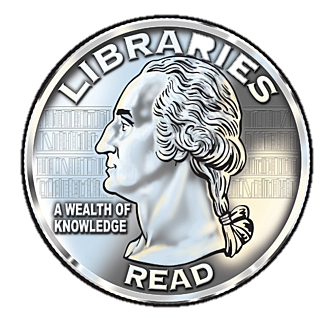 LIBRARIES
A WEALTH OF
KNOWLEDGE
READ